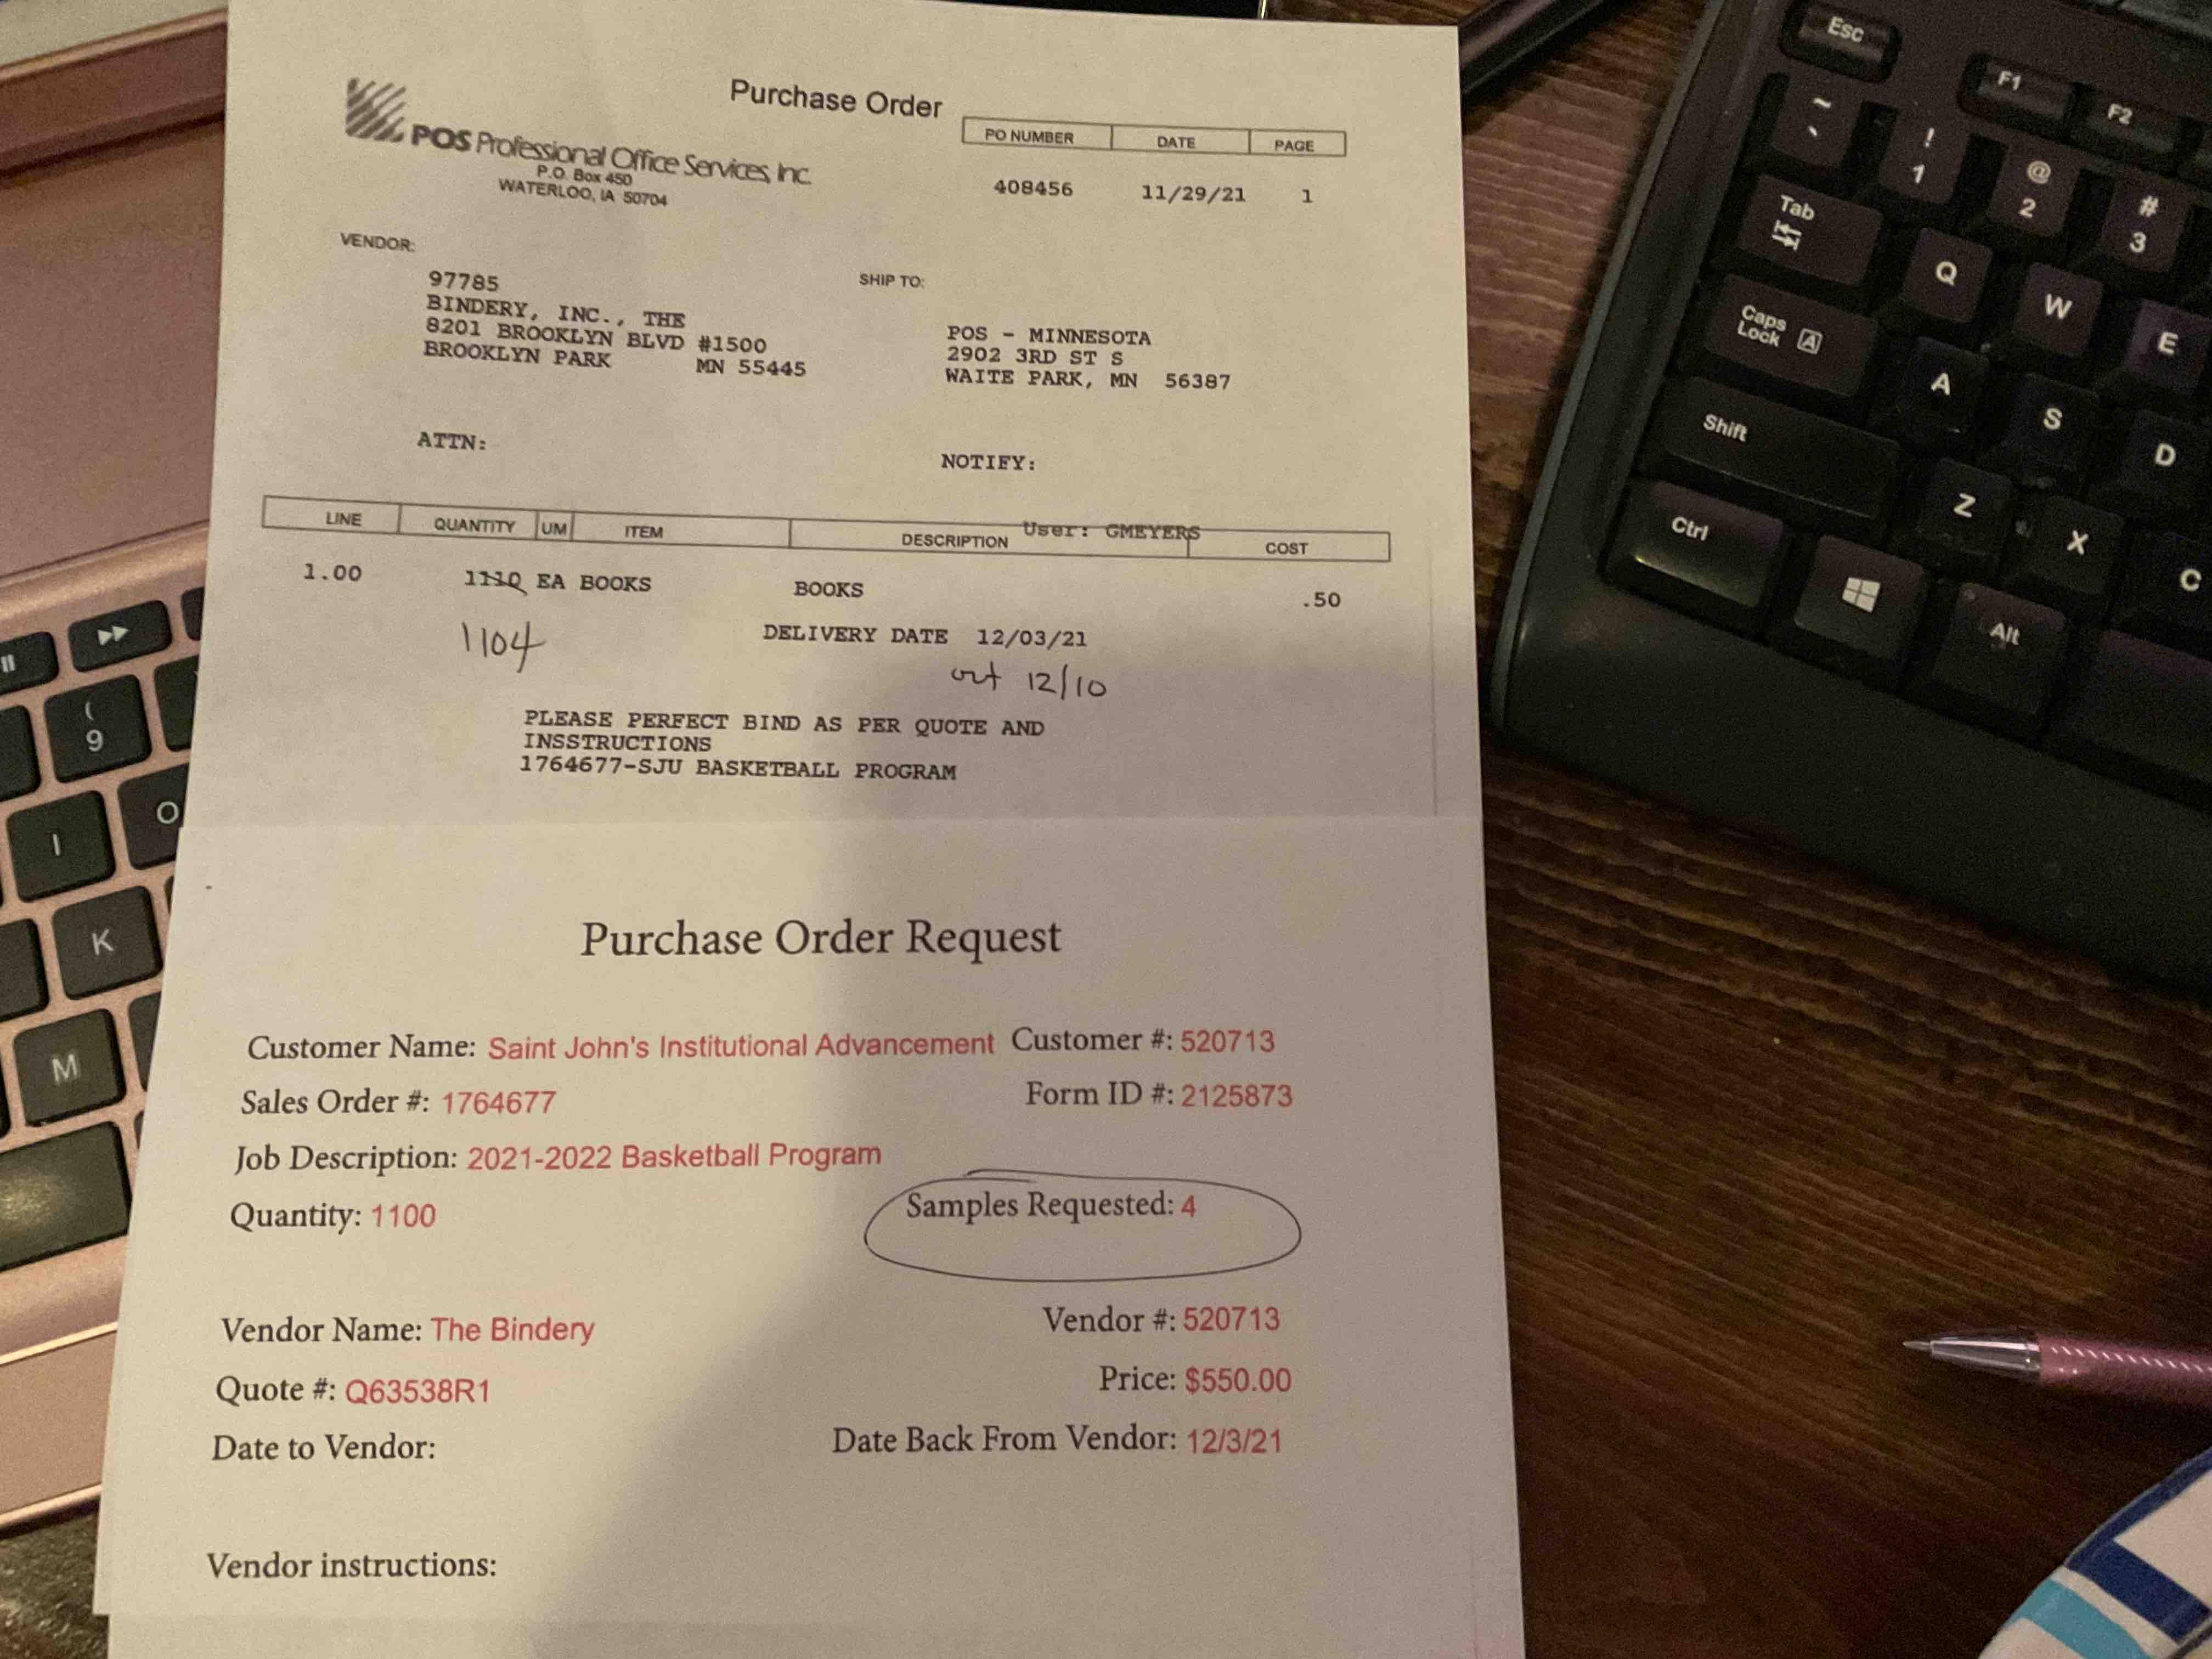 Purchase Order
POS Professional Office Services, Inc.
P.O. Box 450
WATERLOO, IA 50704
PO NUMBER DATE PAGE
408456 11/29/21 1
VENDOR:
97785
BINDERY, INC., THE
8201 BROOKLYN BLVD #1500
BROOKLYN PARK MN 55445
SHIP TO:
POS - MINNESOTA
2902 3RD ST S
WAITE PARK, MN 56387
ATTN:
NOTIFY:
User: GMEYERS
LINE QUANTITY UM ITEM DESCRIPTION COST
1.00 1110 EA BOOKS BOOKS .50
1104
DELIVERY DATE 12/03/21
out 12/10
PLEASE PERFECT BIND AS PER QUOTE AND
INSSTRUCTIONS
1764677-SJU BASKETBALL PROGRAM
Purchase Order Request
Customer Name: Saint John's Institutional Advancement Customer #: 520713
Sales Order #: 1764677 Form ID #: 2125873
Job Description: 2021-2022 Basketball Program
Quantity: 1100 Samples Requested: 4
Vendor Name: The Bindery Vendor #: 520713
Quote #: Q63538R1 Price: $550.00
Date to Vendor: Date Back From Vendor: 12/3/21
Vendor instructions:
Esc F1 F2
~ ! @ #
` 1 2 3
Tab Q W E
Caps Lock A A S D
Shift Z X C
Ctrl Alt
(
9
I O
K
M